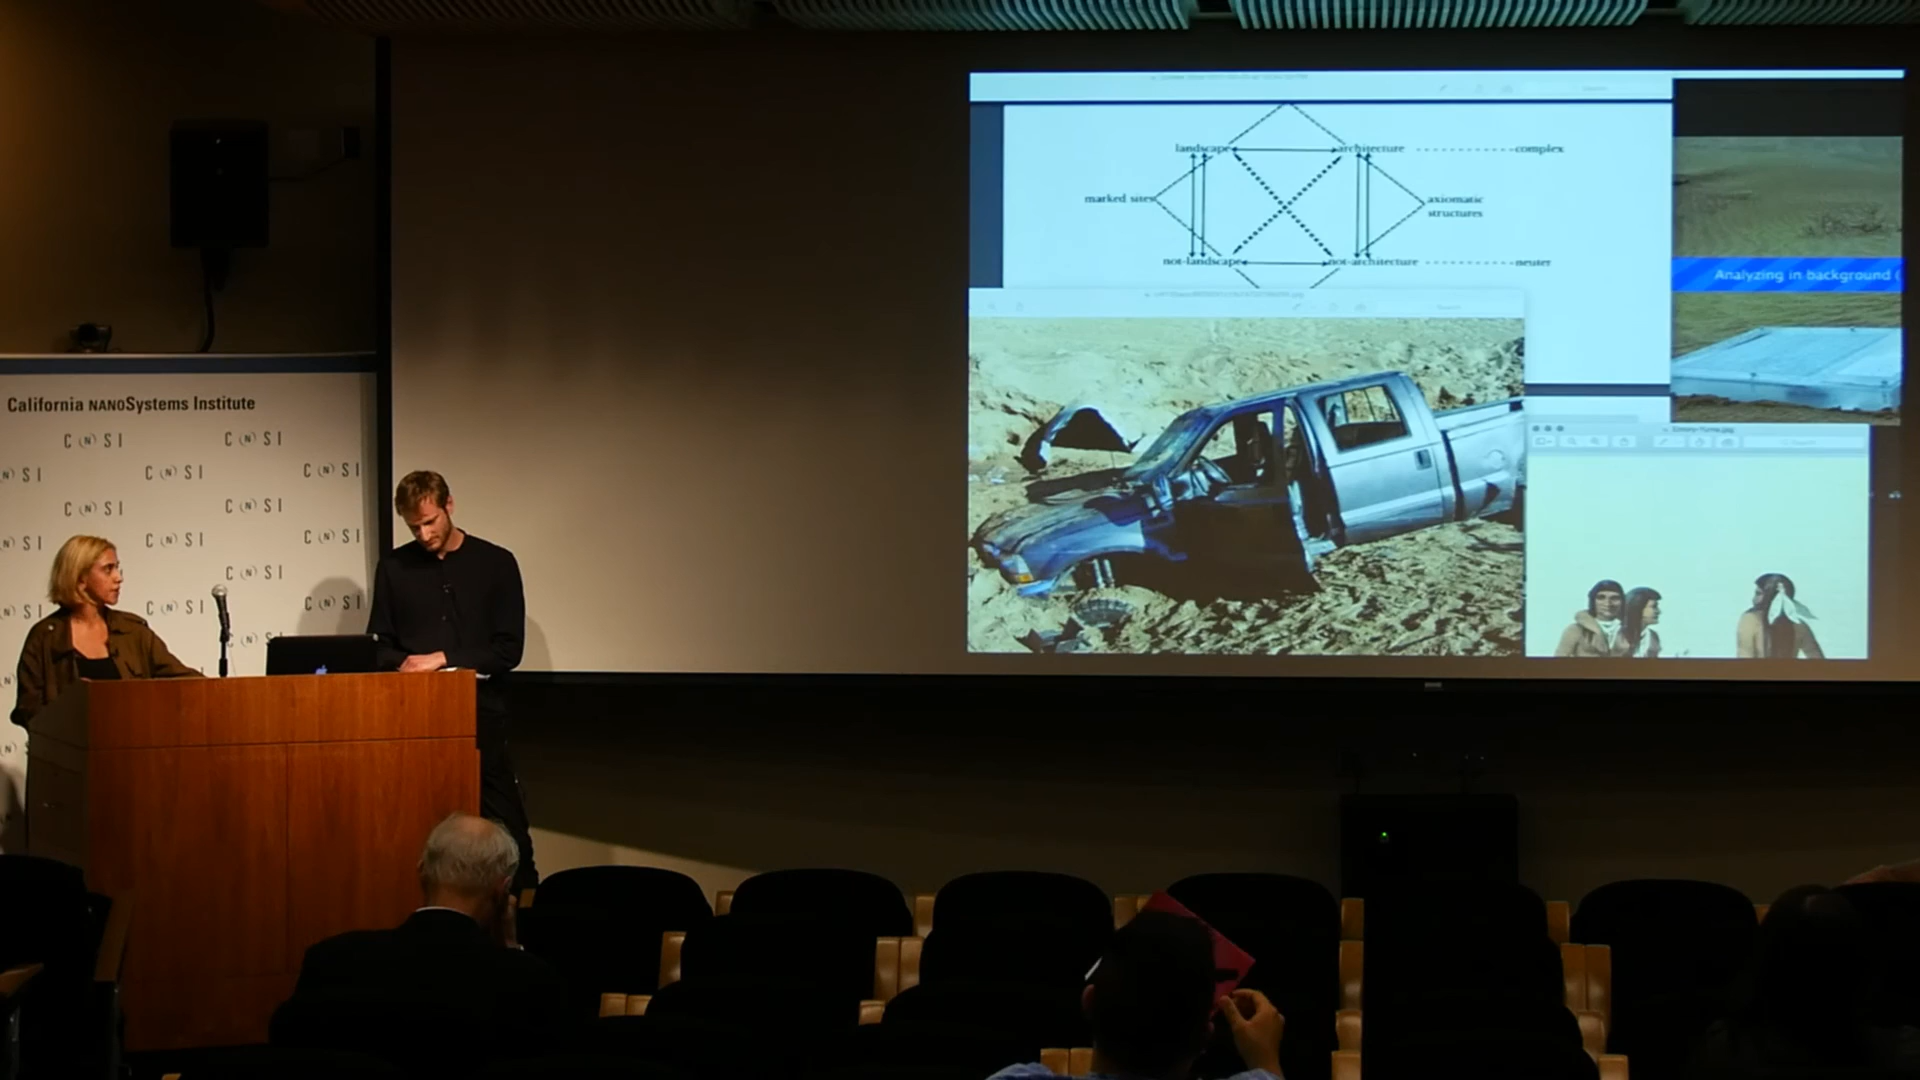 landscape
architecture
complex
marked sites
axiomatic
structures
not-landscape
not-architecture
neuter
Analyzing in background (
California NANOSystems Institute
C (N) S I
C (N) S I
(N) S I
C (N) S I
C (N) S I
C (N) S I
C (N) S I
(N) S I
C (N) S I
C (N) S I
C (N) S I
(N) S I
C (N) S I
C (N) S I
(N) S